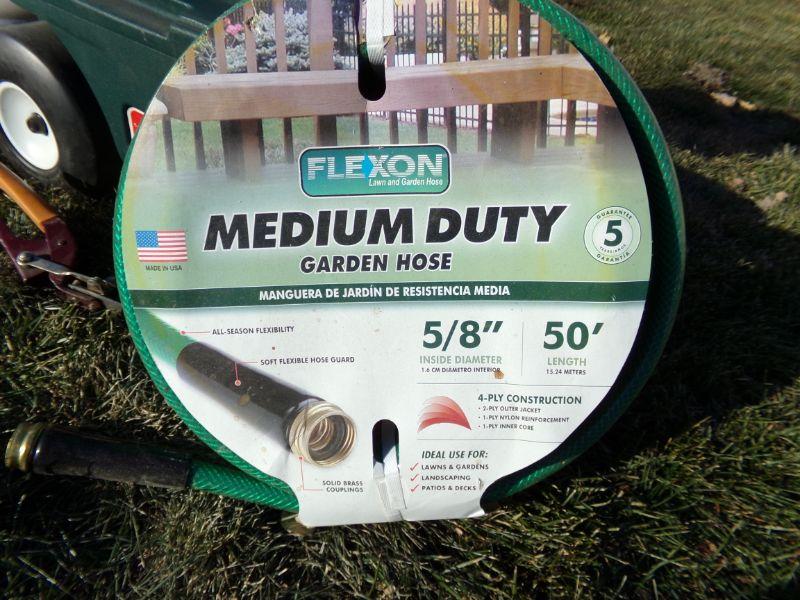 FLEXON
Lawn and Garden Hose
MEDIUM DUTY
GARDEN HOSE
MADE IN USA
GUARANTEE
5
GARANTÍA
MANGUERA DE JARDÍN DE RESISTENCIA MEDIA
ALL-SEASON FLEXIBILITY
SOFT FLEXIBLE HOSE GUARD
SOLID BRASS
COUPLINGS
5/8"
INSIDE DIAMETER
1.6 CM DIAMETRO INTERIOR
50'
LENGTH
15.24 METERS
4-PLY CONSTRUCTION
• 2-PLY OUTER JACKET
• 1-PLY NYLON REINFORCEMENT
• 1-PLY INNER CORE
IDEAL USE FOR:
✓ LAWNS & GARDENS
✓ LANDSCAPING
✓ PATIOS & DECKS